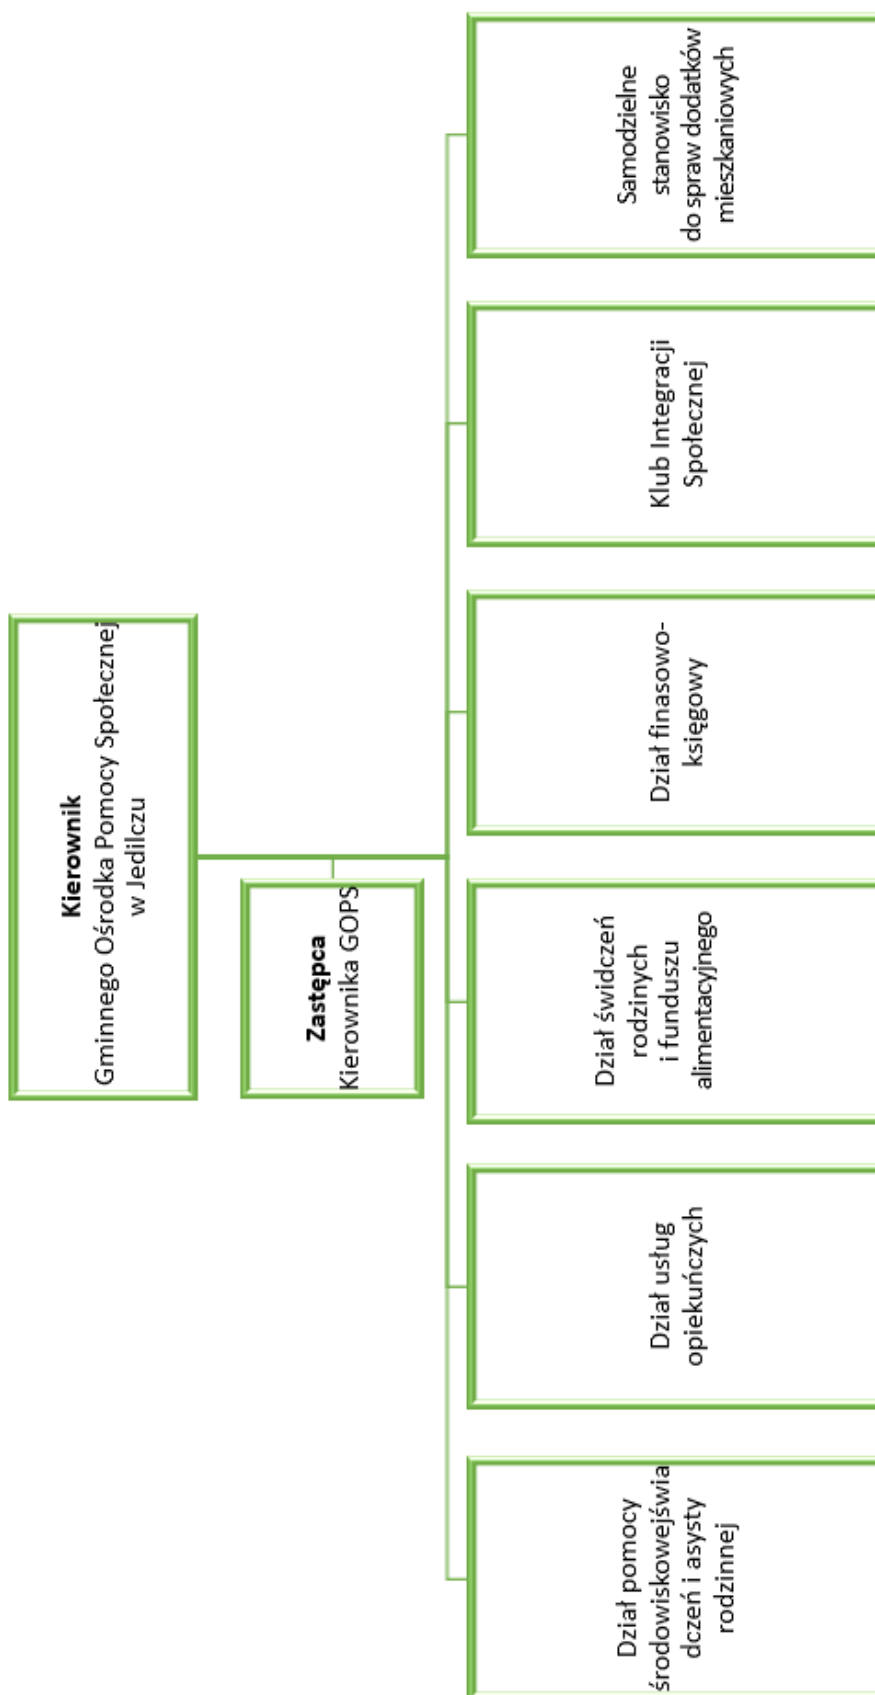 Kierownik
Gminnego Ośrodka Pomocy Społecznej
w Jedilczu
Zastępca
Kierownika GOPS
Dział pomocy
środowiskowejświa
dczeń i asysty
rodzinnej
Dział usług
opiekuńczych
Dział świdczeń
rodzinych
i funduszu
alimentacyjnego
Dział finasowo-
księgowy
Klub Integracji
Społecznej
Samodzielne
stanowisko
do spraw dodatków
mieszkaniowych